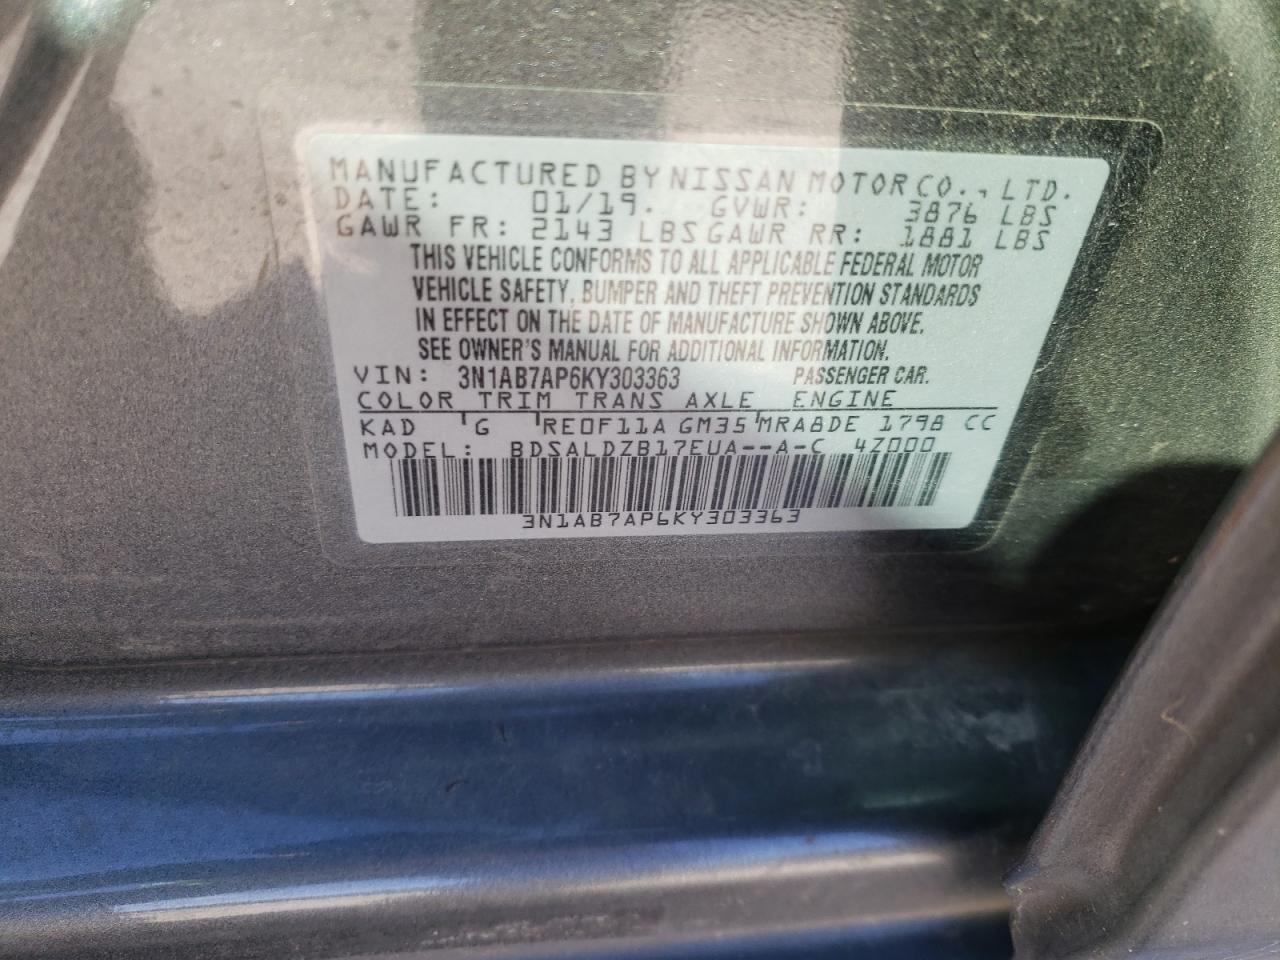 MANUFACTURED BY NISSAN MOTOR CO., LTD.
DATE: 01/19. GVWR: 3876 LBS
GAWR FR: 2143 LBS GAWR RR: 1881 LBS
THIS VEHICLE CONFORMS TO ALL APPLICABLE FEDERAL MOTOR
VEHICLE SAFETY, BUMPER AND THEFT PREVENTION STANDARDS
IN EFFECT ON THE DATE OF MANUFACTURE SHOWN ABOVE.
SEE OWNER'S MANUAL FOR ADDITIONAL INFORMATION.
VIN: 3N1AB7AP6KY303363 PASSENGER CAR.
COLOR TRIM TRANS AXLE ENGINE
KAD G RE0F11A GM35 MRA8DE 1798 CC
MODEL: BDSALDZB17EUA--A-C 4Z000
3N1AB7AP6KY303363